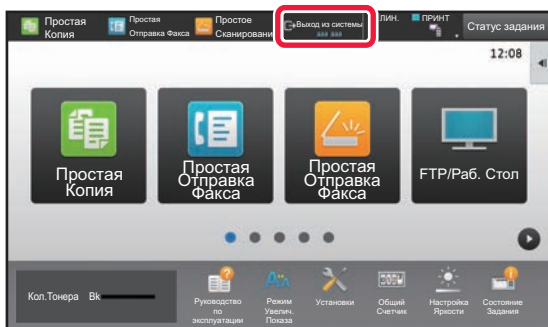 Простая
Копия
Простая
Отправка Факса
Простое
Сканировани
Выход из системы
ааа ааа
ЛИН.
ПРИНТ
Статус задания
12:08
Простая
Копия
Простая
Отправка
Факса
Простая
Отправка
Факса
FTP/Раб. Стол
Кол.Тонера Bk
Руководство
по
эксплуатации
Режим
Увелич.
Показа
Установки
Общий
Счетчик
Настройка
Яркости
Состояние
Задания